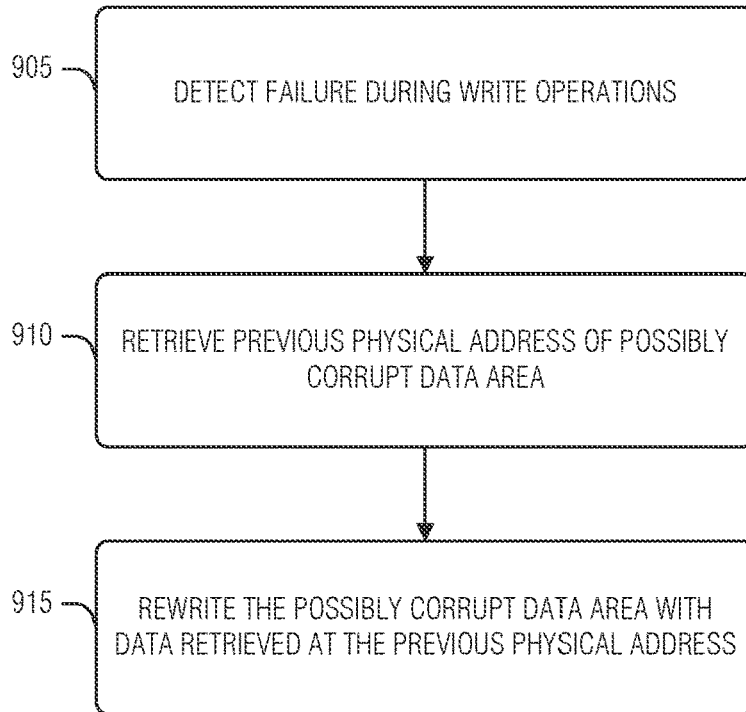 905
DETECT FAILURE DURING WRITE OPERATIONS
910
RETRIEVE PREVIOUS PHYSICAL ADDRESS OF POSSIBLY
CORRUPT DATA AREA
915
REWRITE THE POSSIBLY CORRUPT DATA AREA WITH
DATA RETRIEVED AT THE PREVIOUS PHYSICAL ADDRESS